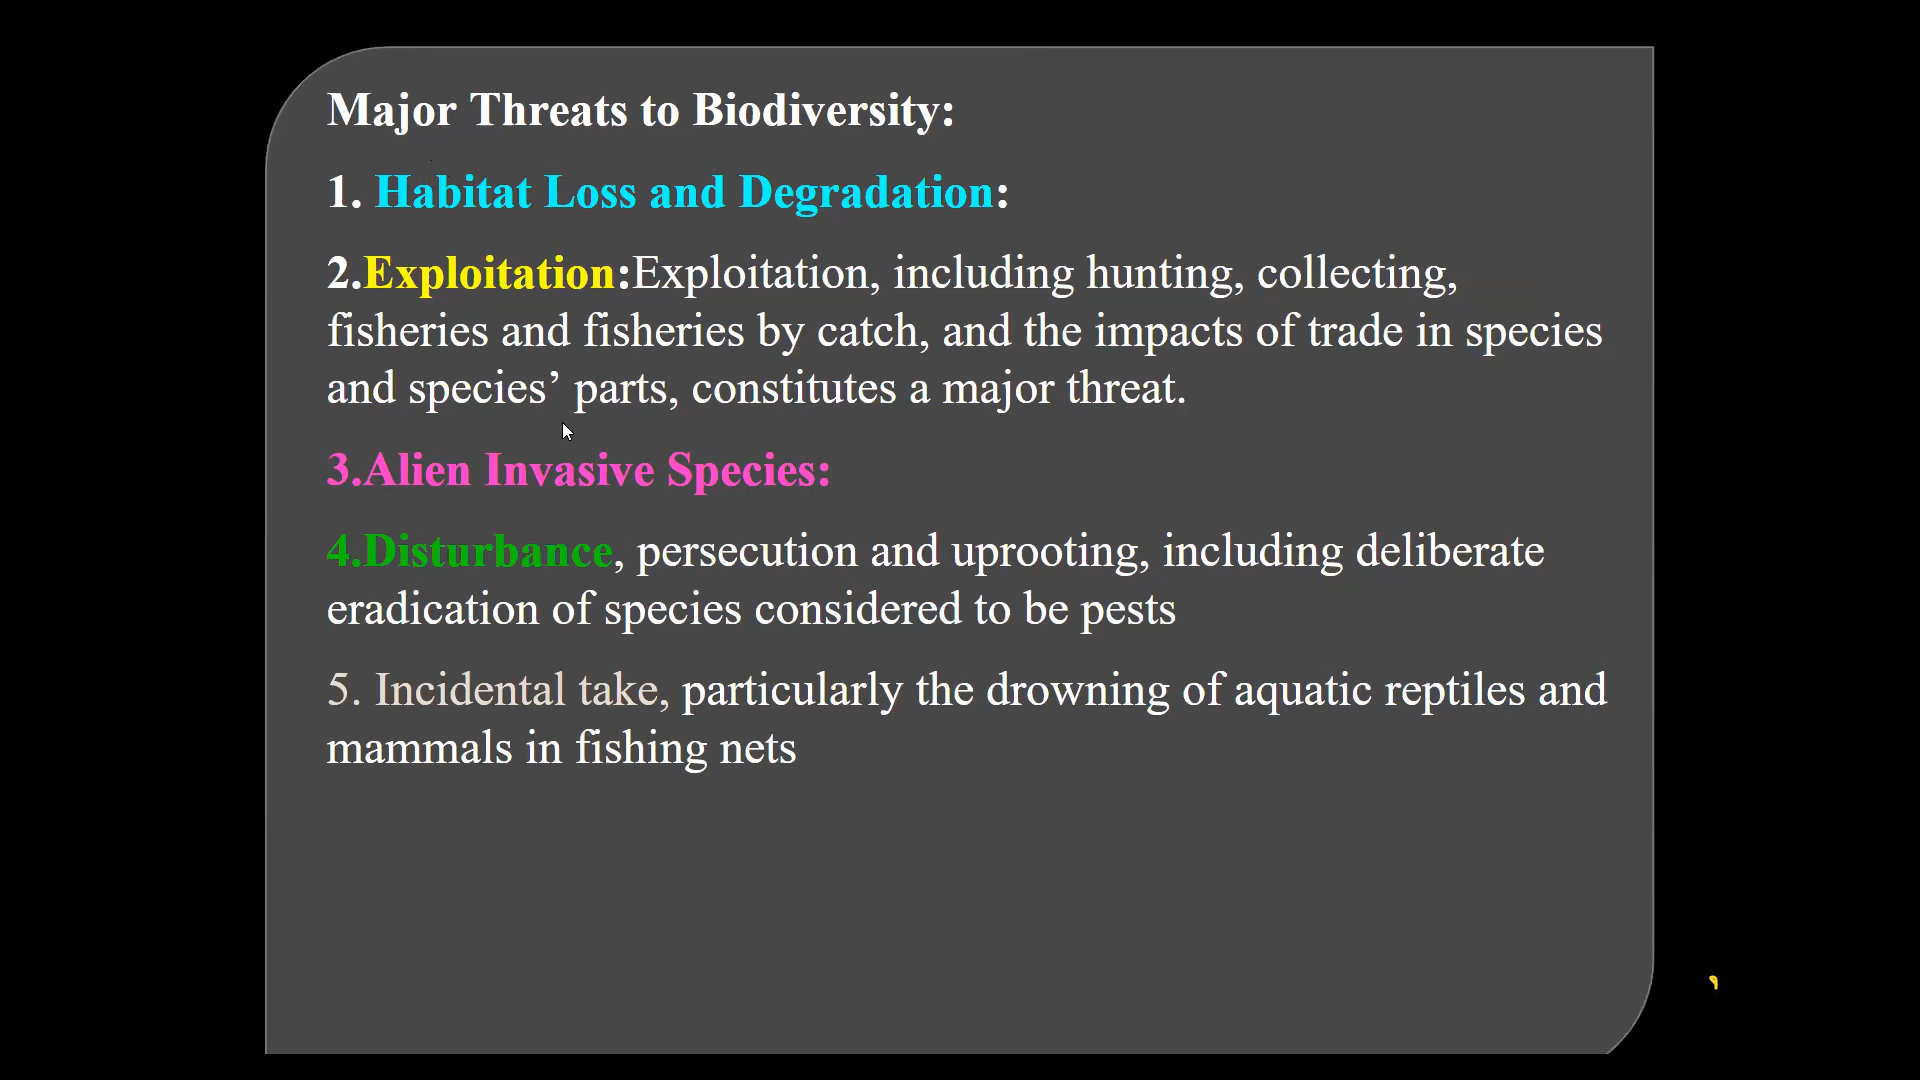 Major Threats to Biodiversity:
1. Habitat Loss and Degradation:
2.Exploitation:Exploitation, including hunting, collecting,
fisheries and fisheries by catch, and the impacts of trade in species
and species’ parts, constitutes a major threat.
3.Alien Invasive Species:
4.Disturbance, persecution and uprooting, including deliberate
eradication of species considered to be pests
5. Incidental take, particularly the drowning of aquatic reptiles and
mammals in fishing nets